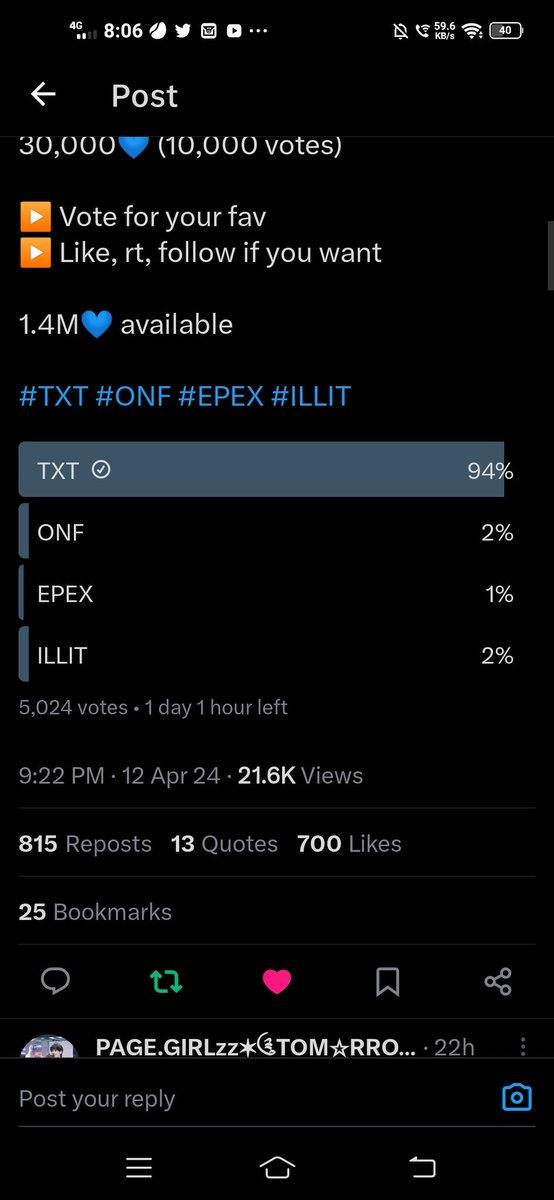 4G 8:06 ... 59.6 KB/s 40
Post
30,000💙 (10,000 votes)
▶️ Vote for your fav
▶️ Like, rt, follow if you want
1.4M💙 available
#TXT #ONF #EPEX #ILLIT
TXT 94%
ONF 2%
EPEX 1%
ILLIT 2%
5,024 votes • 1 day 1 hour left
9:22 PM · 12 Apr 24 · 21.6K Views
815 Reposts 13 Quotes 700 Likes
25 Bookmarks
PAGE.GIRLzz✶TOM☆RRO... · 22h
Post your reply